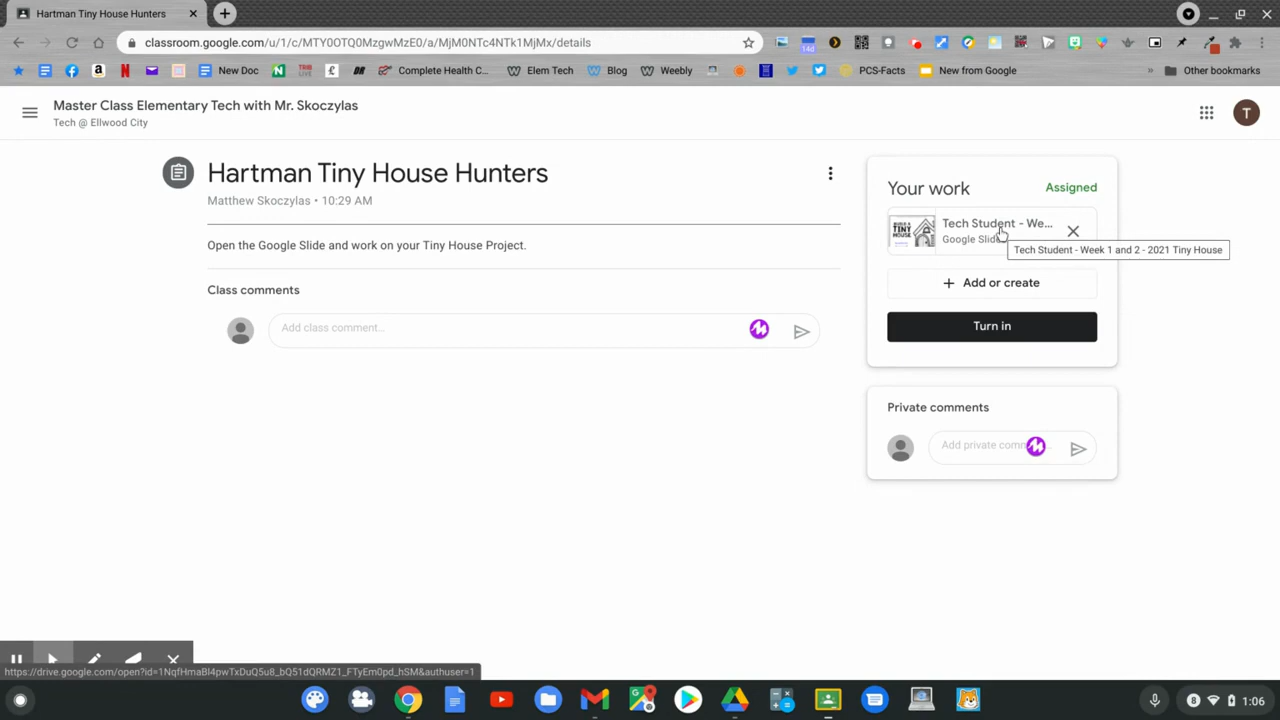 Hartman Tiny House Hunters
classroom.google.com/u/1/c/MTY0OTQ0MzgwMzE0/a/MjM0NTc4NTk1MjMx/details
14d
New Doc
Complete Health C...
Elem Tech
Blog
Weebly
PCS-Facts
New from Google
»
Other bookmarks
Master Class Elementary Tech with Mr. Skoczylas
Tech @ Ellwood City
T
Hartman Tiny House Hunters
Matthew Skoczylas • 10:29 AM
Open the Google Slide and work on your Tiny House Project.
Class comments
Add class comment...
Your work
Assigned
BUILD A
TINY
HOUSE
Tech Student - We...
Google Slide
Tech Student - Week 1 and 2 - 2021 Tiny House
+ Add or create
Turn in
Private comments
Add private comm
https://drive.google.com/open?id=1NqfHmaBl4pwTxDuQ5u8_bQ51dQRMZ1_FTyEm0pd_hSM&authuser=1
8
1:06